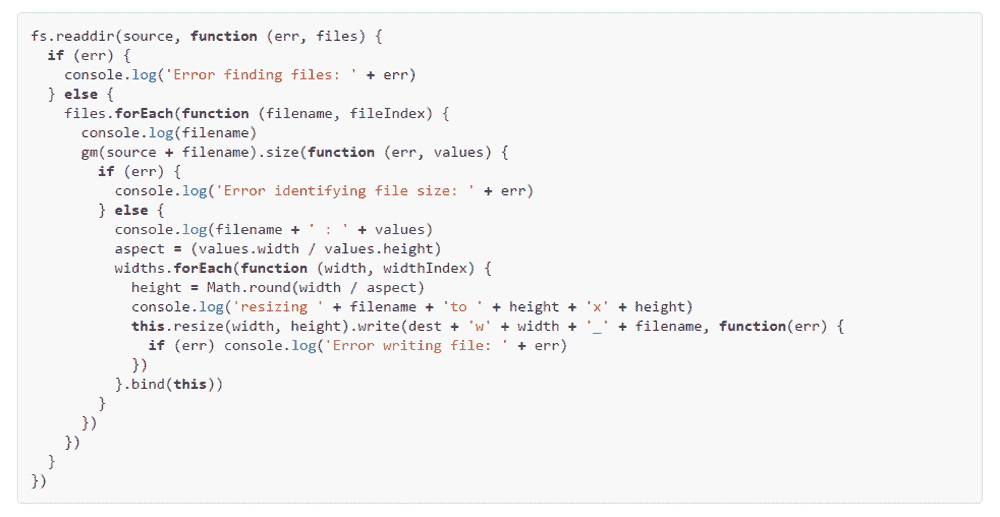 fs.readdir(source, function (err, files) {
  if (err) {
    console.log('Error finding files: ' + err)
  } else {
    files.forEach(function (filename, fileIndex) {
      console.log(filename)
      gm(source + filename).size(function (err, values) {
        if (err) {
          console.log('Error identifying file size: ' + err)
        } else {
          console.log(filename + ' : ' + values)
          aspect = (values.width / values.height)
          widths.forEach(function (width, widthIndex) {
            height = Math.round(width / aspect)
            console.log('resizing ' + filename + 'to ' + height + 'x' + height)
            this.resize(width, height).write(dest + 'w' + width + '_' + filename, function(err) {
              if (err) console.log('Error writing file: ' + err)
            })
          }.bind(this))
        }
      })
    })
  }
})